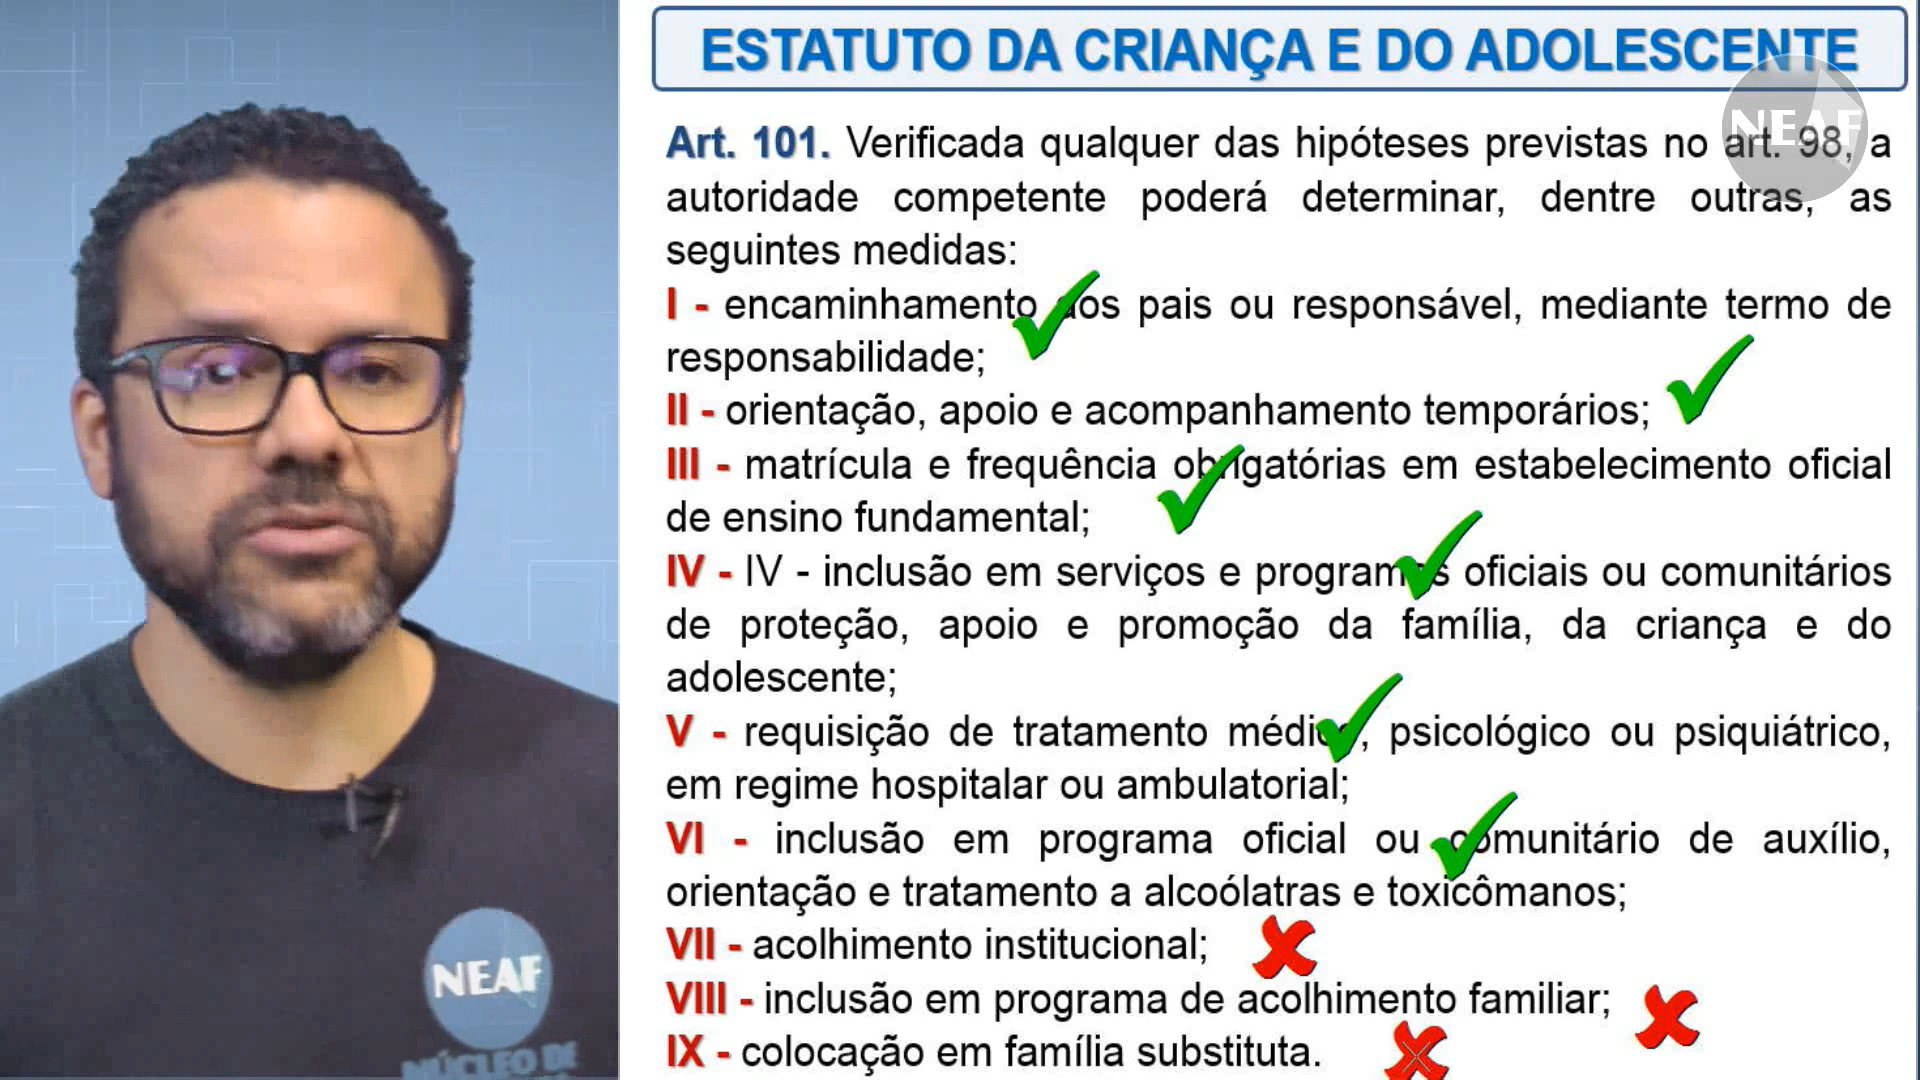 ESTATUTO DA CRIANÇA E DO ADOLESCENTE
NEAF
Art. 101. Verificada qualquer das hipóteses previstas no art. 98, a
autoridade competente poderá determinar, dentre outras, as
seguintes medidas:
I - encaminhamento aos pais ou responsável, mediante termo de
responsabilidade;
II - orientação, apoio e acompanhamento temporários;
III - matrícula e frequência obrigatórias em estabelecimento oficial
de ensino fundamental;
IV - IV - inclusão em serviços e programas oficiais ou comunitários
de proteção, apoio e promoção da família, da criança e do
adolescente;
V - requisição de tratamento médico, psicológico ou psiquiátrico,
em regime hospitalar ou ambulatorial;
VI - inclusão em programa oficial ou comunitário de auxílio,
orientação e tratamento a alcoólatras e toxicômanos;
VII - acolhimento institucional;
VIII - inclusão em programa de acolhimento familiar;
IX - colocação em família substituta.
NEAF
NÚCLEO DE